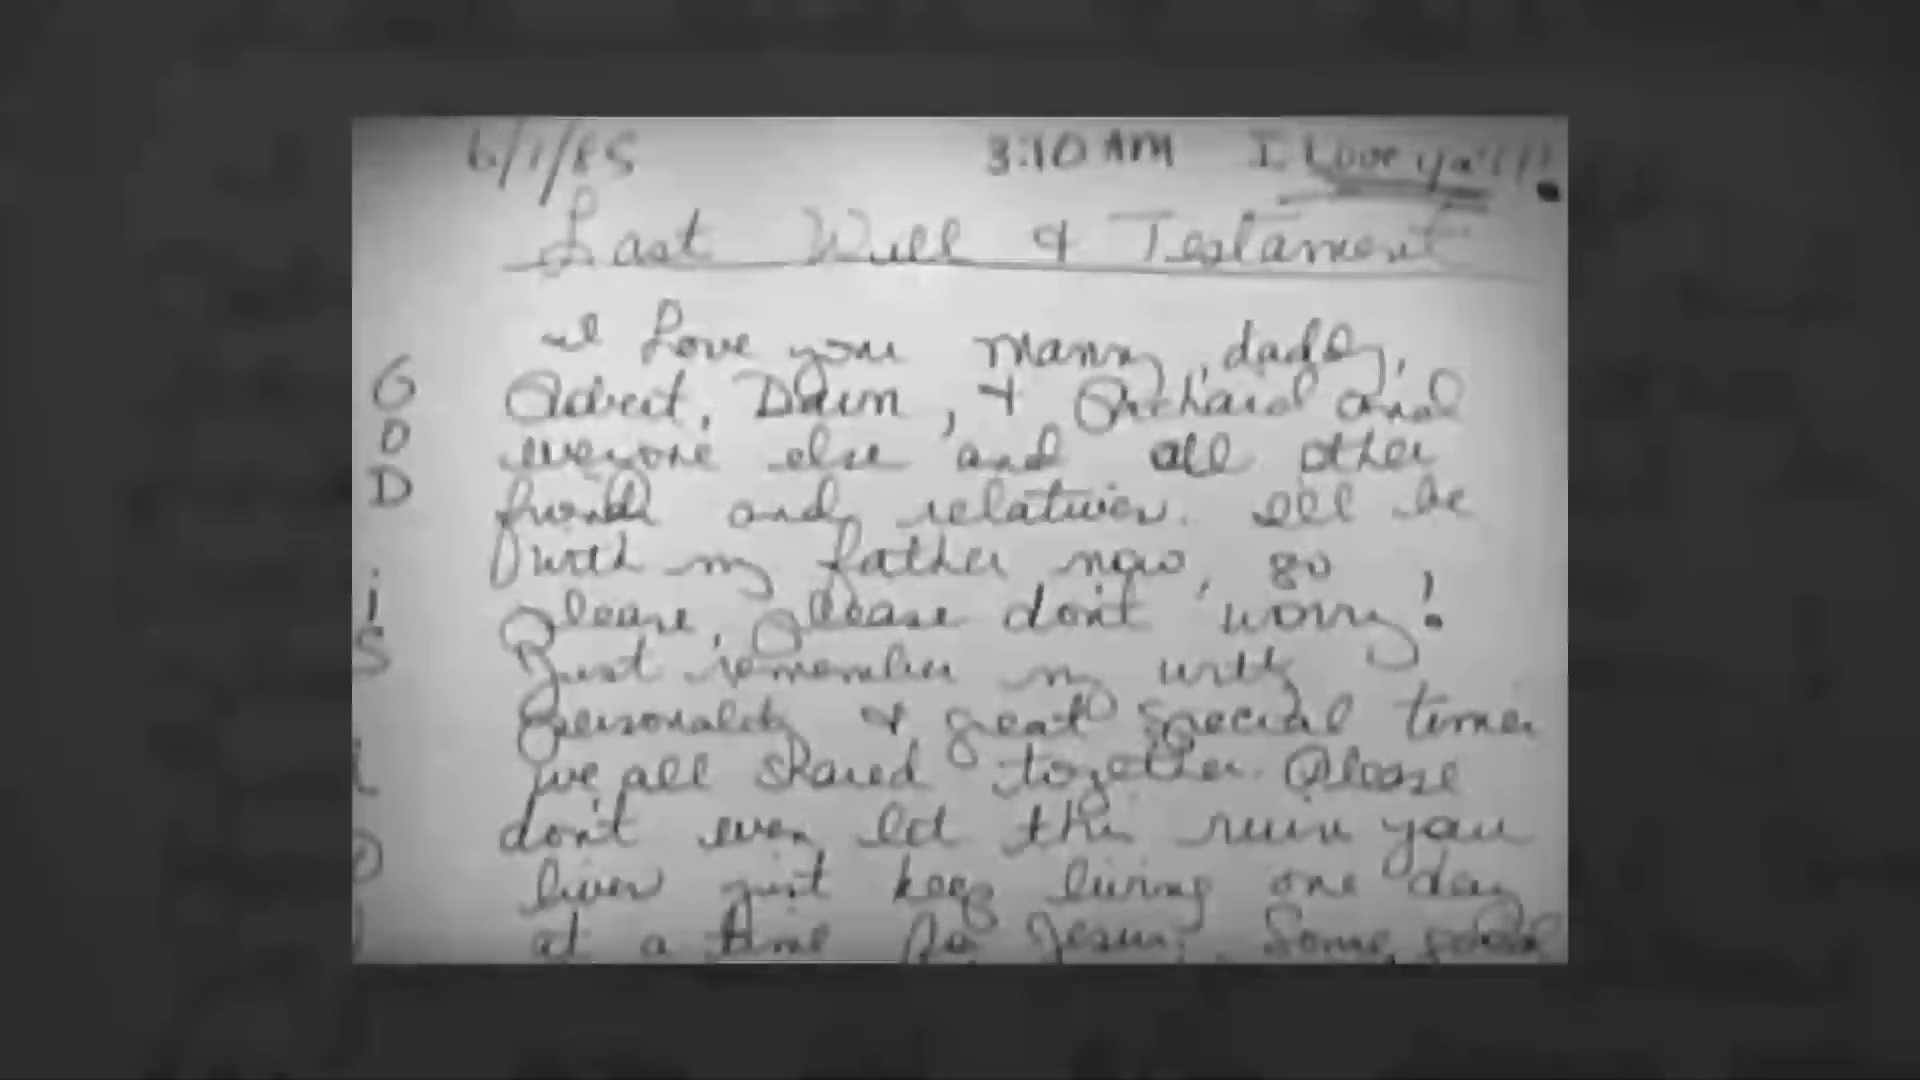 6/1/85 3:10 AM I Love ya'll!
Last Will & Testament
I Love you mamy, daddy,
Robert, Dawn, & Richard and
everyone else and all other
friends and relatives. I'll be
with my father now, so
please, please don't worry!
Just remember my witty
personality & great special times
we all shared together. Please
don't ever let this ruin your
lives just keep living one day
at a time for Jesus. Some good
G
O
D
i
S
L
O